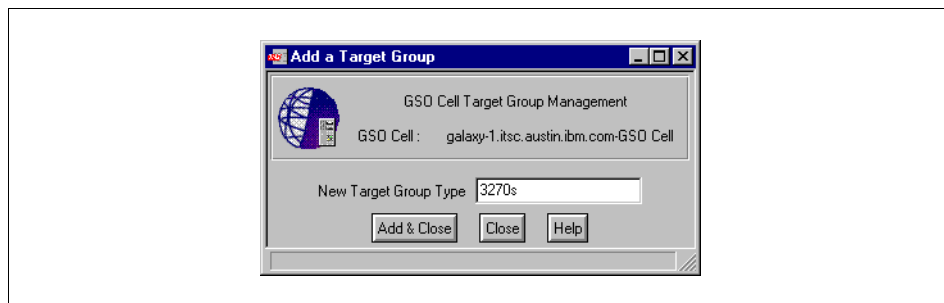 Add a Target Group
GSO Cell Target Group Management
GSO Cell : galaxy-1.itsc.austin.ibm.com-GSO Cell
New Target Group Type 3270s
Add & Close Close Help